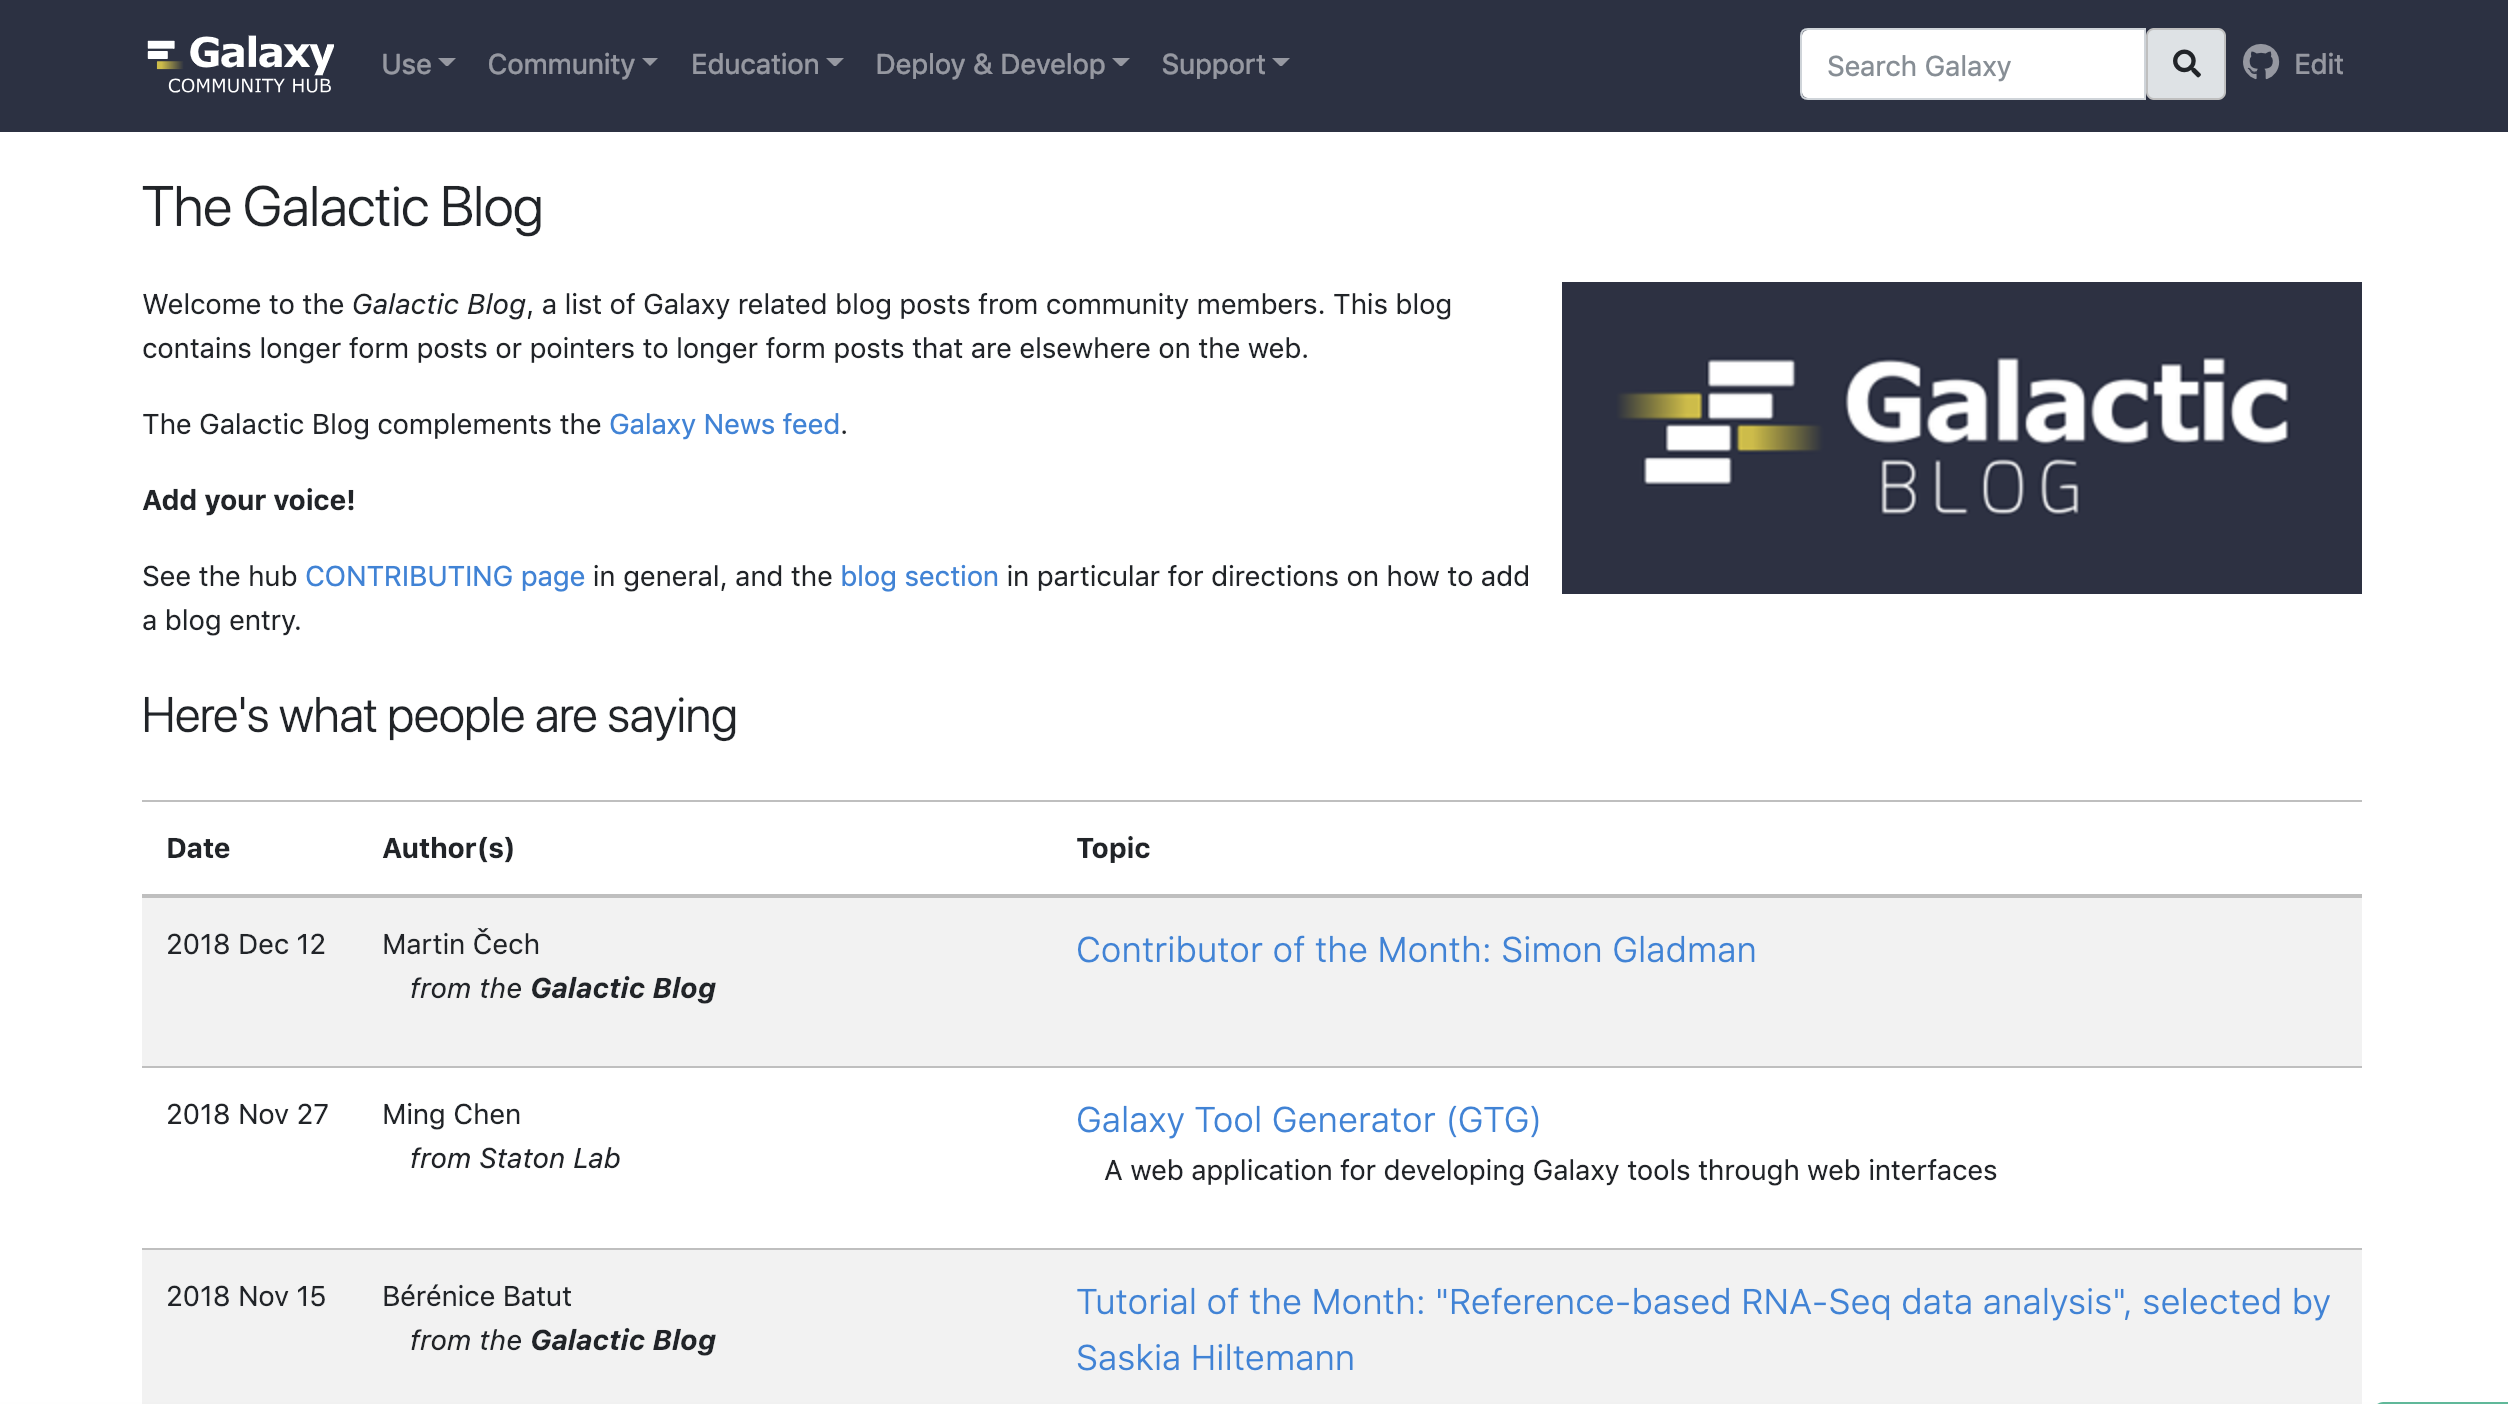 Galaxy
COMMUNITY HUB
Use
Community
Education
Deploy & Develop
Support
Search Galaxy
Edit
The Galactic Blog
Welcome to the Galactic Blog, a list of Galaxy related blog posts from community members. This blog
contains longer form posts or pointers to longer form posts that are elsewhere on the web.
The Galactic Blog complements the Galaxy News feed.
Add your voice!
See the hub CONTRIBUTING page in general, and the blog section in particular for directions on how to add
a blog entry.
Galactic
BLOG
Here's what people are saying
Date Author(s) Topic
2018 Dec 12 Martin Čech Contributor of the Month: Simon Gladman
from the Galactic Blog
2018 Nov 27 Ming Chen Galaxy Tool Generator (GTG)
from Staton Lab A web application for developing Galaxy tools through web interfaces
2018 Nov 15 Bérénice Batut Tutorial of the Month: "Reference-based RNA-Seq data analysis", selected by
from the Galactic Blog Saskia Hiltemann